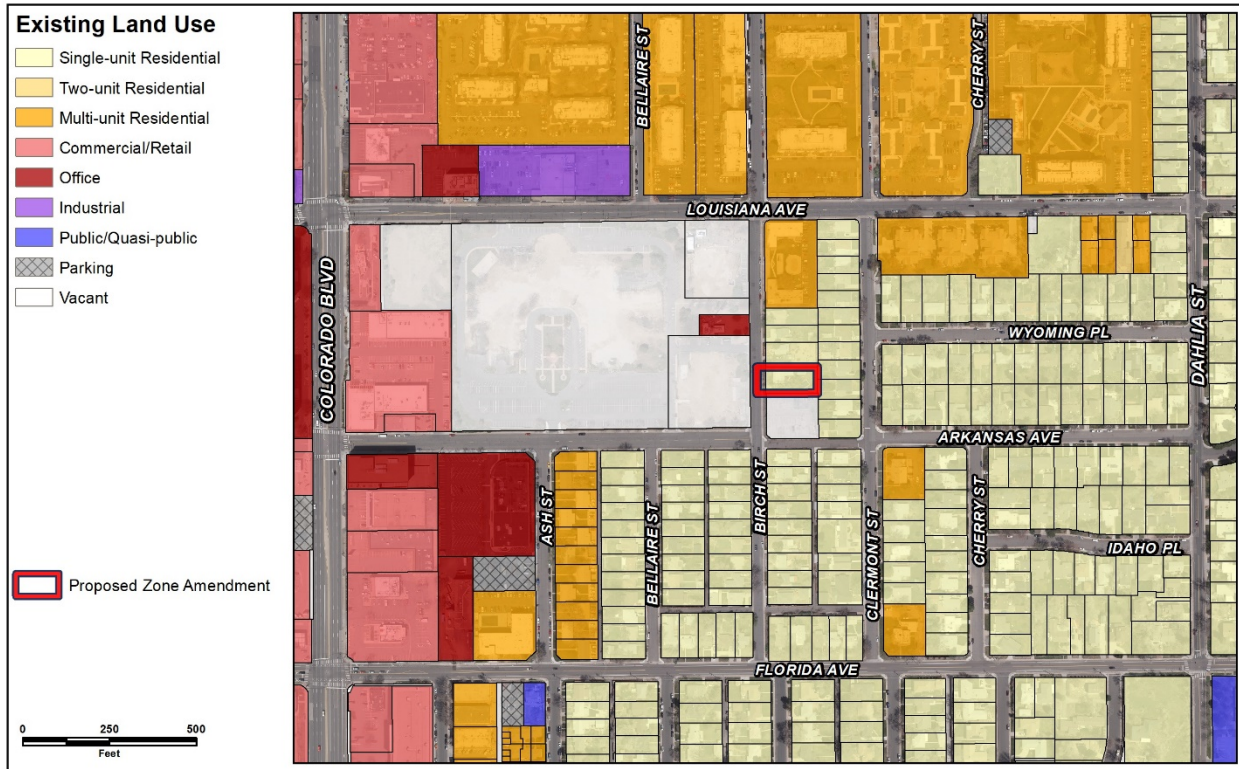 Existing Land Use
Single-unit Residential
Two-unit Residential
Multi-unit Residential
Commercial/Retail
Office
Industrial
Public/Quasi-public
Parking
Vacant
Proposed Zone Amendment
0 250 500
Feet
BELLAIRE ST
CHERRY ST
LOUISIANA AVE
COLORADO BLVD
WYOMING PL
DAHLIA ST
ARKANSAS AVE
ASH ST
BELLAIRE ST
BIRCH ST
CLERMONT ST
CHERRY ST
IDAHO PL
FLORIDA AVE